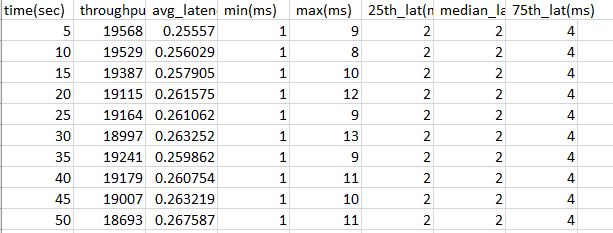 time(sec) throughpu avg_laten min(ms) max(ms) 25th_lat(n median_la 75th_lat(ms)
5 19568 0.25557 1 9 2 2 4
10 19529 0.256029 1 8 2 2 4
15 19387 0.257905 1 10 2 2 4
20 19115 0.261575 1 12 2 2 4
25 19164 0.261062 1 9 2 2 4
30 18997 0.263252 1 13 2 2 4
35 19241 0.259862 1 9 2 2 4
40 19179 0.260754 1 11 2 2 4
45 19007 0.263219 1 10 2 2 4
50 18693 0.267587 1 11 2 2 4